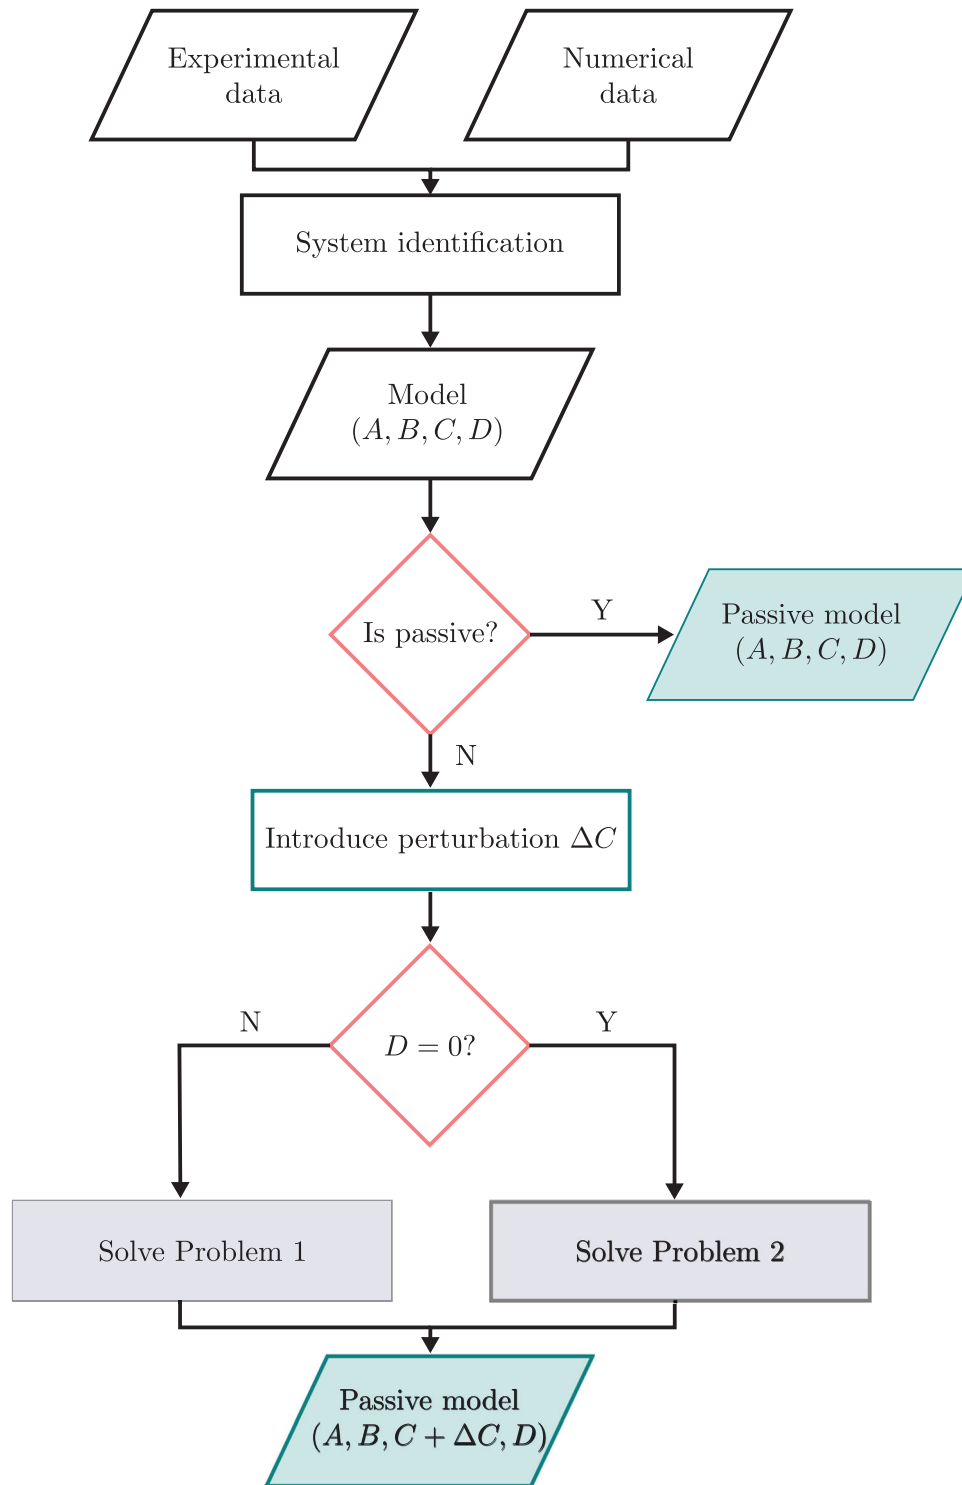 Experimental
data
Numerical
data
System identification
Model
(A, B, C, D)
Is passive?
Y
Passive model
(A, B, C, D)
N
Introduce perturbation ΔC
N
D = 0?
Y
Solve Problem 1
Solve Problem 2
Passive model
(A, B, C + ΔC, D)